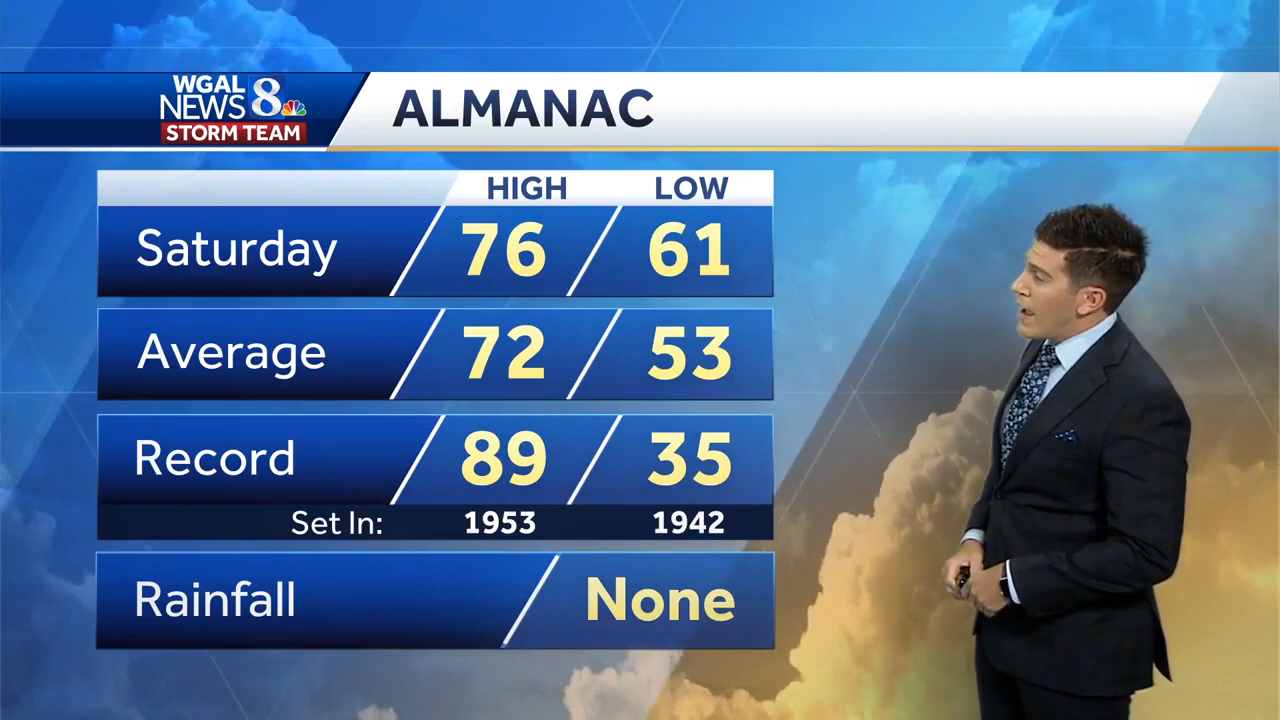 WGAL
NEWS 8
STORM TEAM
ALMANAC
HIGH LOW
Saturday 76 61
Average 72 53
Record 89 35
Set In: 1953 1942
Rainfall None